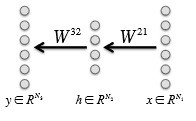 W³² W²¹
y ∈ R^N₃ h ∈ R^N₂ x ∈ R^N₁